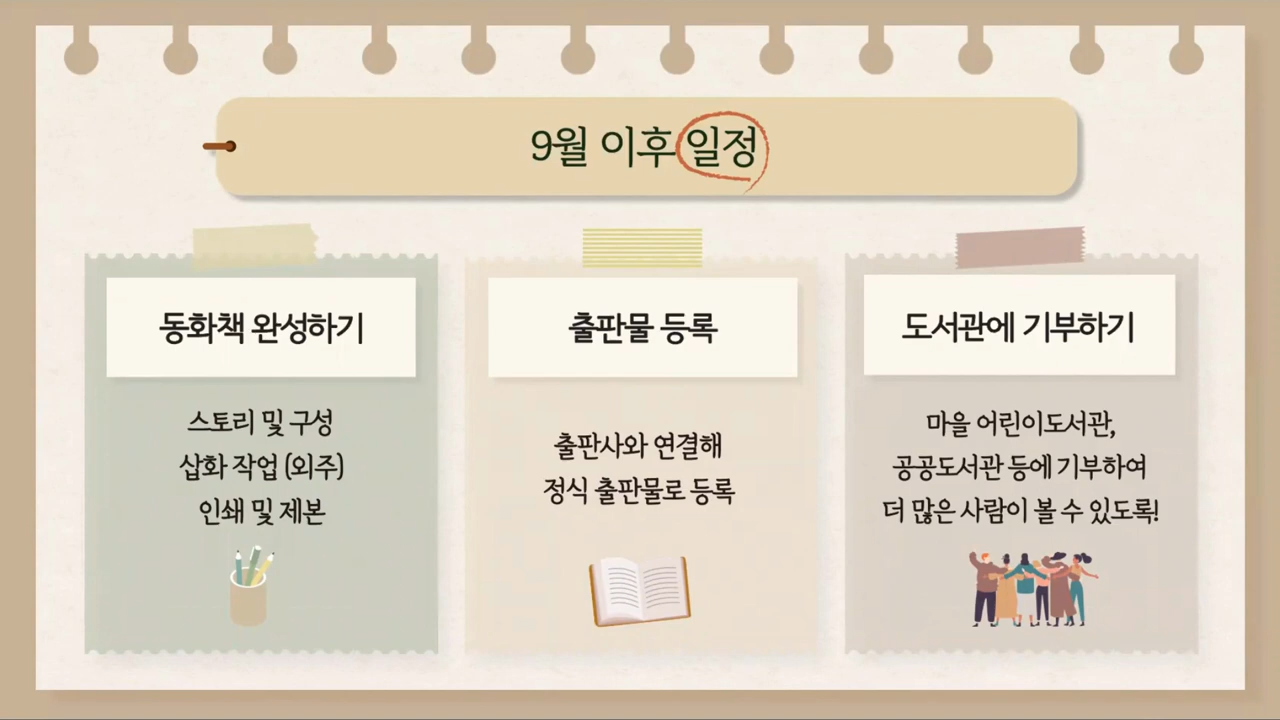 9월 이후 일정
동화책 완성하기
스토리 및 구성
삽화 작업 (외주)
인쇄 및 제본
출판물 등록
출판사와 연결해
정식 출판물로 등록
도서관에 기부하기
마을 어린이도서관,
공공도서관 등에 기부하여
더 많은 사람이 볼 수 있도록!